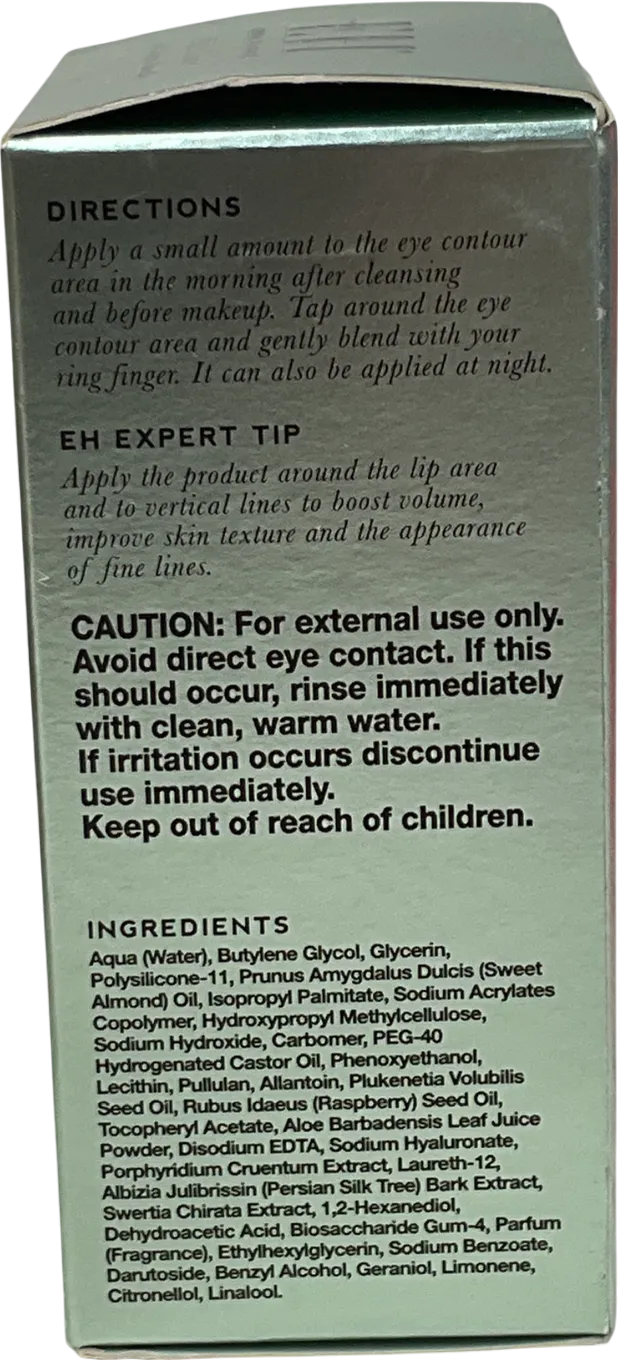 DIRECTIONS
Apply a small amount to the eye contour
area in the morning after cleansing
and before makeup. Tap around the eye
contour area and gently blend with your
ring finger. It can also be applied at night.
EH EXPERT TIP
Apply the product around the lip area
and to vertical lines to boost volume,
improve skin texture and the appearance
of fine lines.
CAUTION: For external use only.
Avoid direct eye contact. If this
should occur, rinse immediately
with clean, warm water.
If irritation occurs discontinue
use immediately.
Keep out of reach of children.
INGREDIENTS
Aqua (Water), Butylene Glycol, Glycerin,
Polysilicone-11, Prunus Amygdalus Dulcis (Sweet
Almond) Oil, Isopropyl Palmitate, Sodium Acrylates
Copolymer, Hydroxypropyl Methylcellulose,
Sodium Hydroxide, Carbomer, PEG-40
Hydrogenated Castor Oil, Phenoxyethanol,
Lecithin, Pullulan, Allantoin, Plukenetia Volubilis
Seed Oil, Rubus Idaeus (Raspberry) Seed Oil,
Tocopheryl Acetate, Aloe Barbadensis Leaf Juice
Powder, Disodium EDTA, Sodium Hyaluronate,
Porphyridium Cruentum Extract, Laureth-12,
Albizia Julibrissin (Persian Silk Tree) Bark Extract,
Swertia Chirata Extract, 1,2-Hexanediol,
Dehydroacetic Acid, Biosaccharide Gum-4, Parfum
(Fragrance), Ethylhexylglycerin, Sodium Benzoate,
Darutoside, Benzyl Alcohol, Geraniol, Limonene,
Citronellol, Linalool.